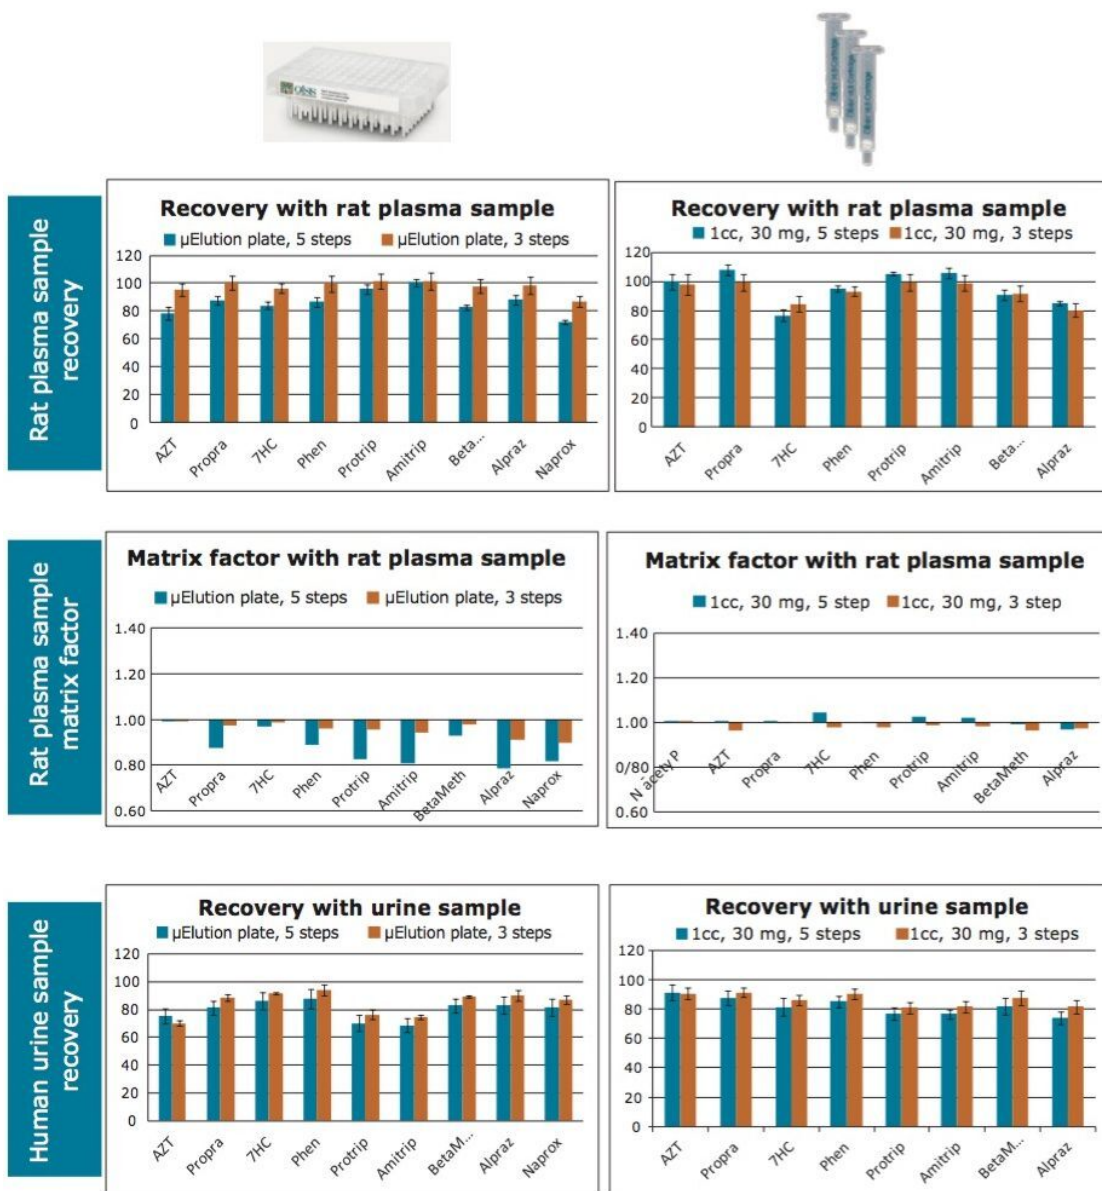 Oasis HLB Cartridge
Oasis HLB Cartridge
Oasis HLB Cartridge
Rat plasma sample
recovery
Recovery with rat plasma sample
µElution plate, 5 steps
µElution plate, 3 steps
120
100
80
60
40
20
0
AZT
Propra
7HC
Phen
Protrip
Amitrip
Beta...
Alpraz
Naprox
Recovery with rat plasma sample
1cc, 30 mg, 5 steps
1cc, 30 mg, 3 steps
120
100
80
60
40
20
0
AZT
Propra
7HC
Phen
Protrip
Amitrip
Beta...
Alpraz
Rat plasma sample
matrix factor
Matrix factor with rat plasma sample
µElution plate, 5 steps
µElution plate, 3 steps
1.40
1.20
1.00
0.80
0.60
AZT
Propra
7HC
Phen
Protrip
Amitrip
BetaMeth
Alpraz
Naprox
Matrix factor with rat plasma sample
1cc, 30 mg, 5 step
1cc, 30 mg, 3 step
1.40
1.20
1.00
0/80
0.60
N acety P
AZT
Propra
7HC
Phen
Protrip
Amitrip
BetaMeth
Alpraz
Human urine sample
recovery
Recovery with urine sample
µElution plate, 5 steps
µElution plate, 3 steps
120
100
80
60
40
20
0
AZT
Propra
7HC
Phen
Protrip
Amitrip
BetaM...
Alpraz
Naprox
Recovery with urine sample
1cc, 30 mg, 5 steps
1cc, 30 mg, 3 steps
120
100
80
60
40
20
0
AZT
Propra
7HC
Phen
Protrip
Amitrip
BetaM...
Alpraz